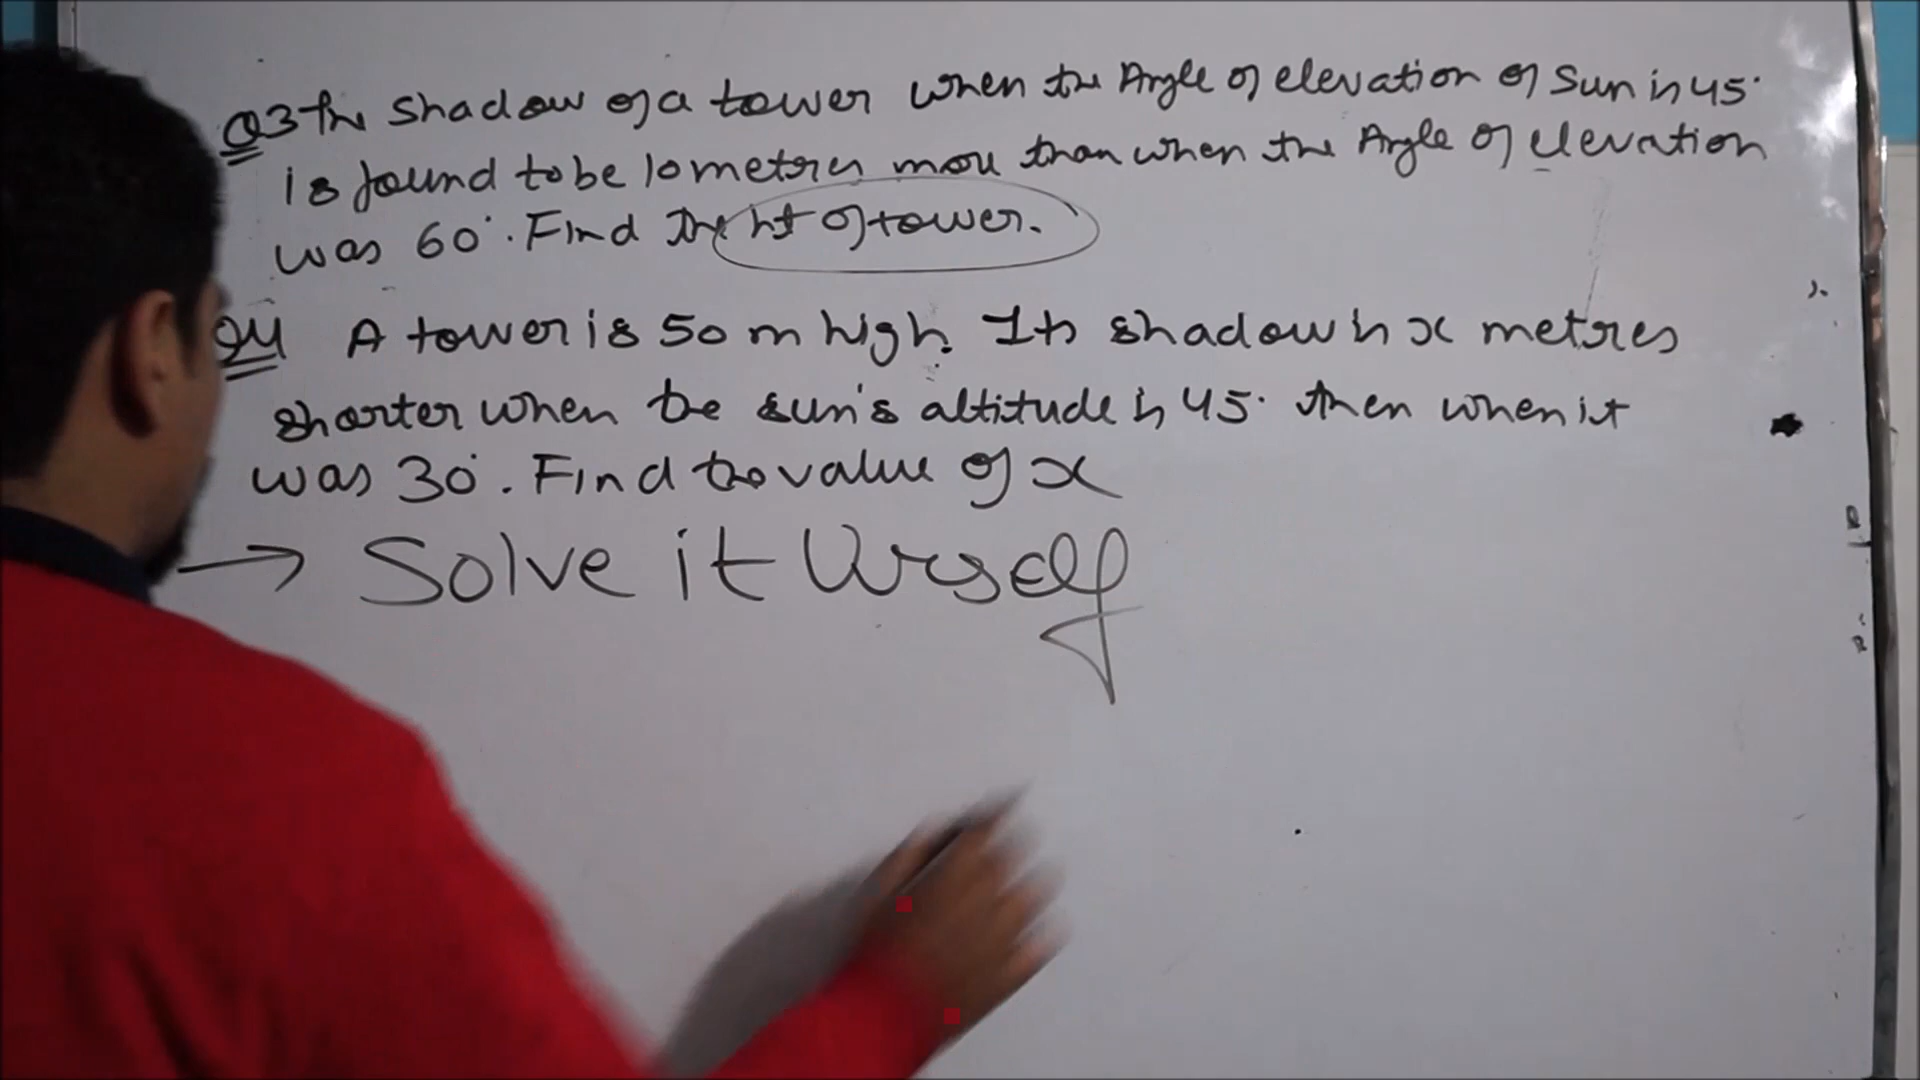 Q3 The shadow of a tower when the Angle of elevation of Sun is 45°
is found to be 10 metres more than when the Angle of elevation
was 60°. Find the ht of tower.
Q4 A tower is 50 m high. Its shadow is x metres
shorter when the sun's altitude is 45° then when it
was 30°. Find the value of x
→ Solve it Urself